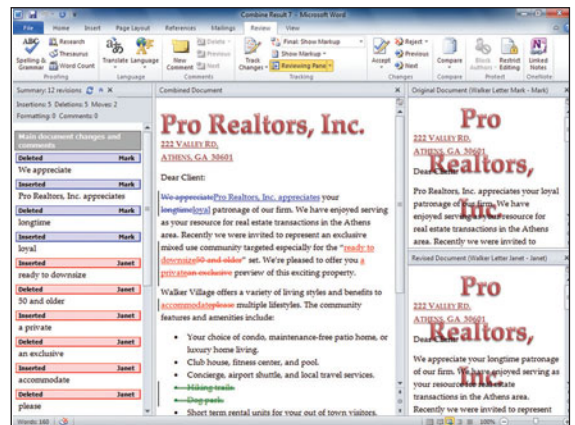 Combine Result 7 - Microsoft Word
File Home Insert Page Layout References Mailings Review View
ABC Spelling & Grammar
Research
Thesaurus
Word Count
Proofing
Translate Language
Language
New Comment
Delete
Previous
Next
Comments
Track Changes
Final: Show Markup
Show Markup
Reviewing Pane
Tracking
Accept
Reject
Previous
Next
Changes
Compare
Compare
Block Authors
Restrict Editing
Protect
Linked Notes
OneNote
Summary: 12 revisions
Insertions: 5 Deletions: 5 Moves: 2
Formatting: 0 Comments: 0
Main document changes and comments
Deleted Mark
We appreciate
Inserted Mark
Pro Realtors, Inc. appreciates
Deleted Mark
longtime
Inserted Mark
loyal
Inserted Janet
ready to downsize
Deleted Janet
50 and older
Inserted Janet
a private
Deleted Janet
an exclusive
Inserted Janet
accommodate
Deleted Janet
please
Combined Document
Pro Realtors, Inc.
222 VALLEY RD.
ATHENS, GA 30601
Dear Client:
We appreciatePro Realtors, Inc. appreciates your
longtimeloyal patronage of our firm. We have enjoyed serving
as your resource for real estate transactions in the Athens
area. Recently we were invited to represent an exclusive
mixed use community targeted especially for the "ready to
downsize50 and older" set. We're pleased to offer you a
privatean exclusive preview of this exciting property.
Walker Village offers a variety of living styles and benefits to
accommodateplease multiple lifestyles. The community
features and amenities include:
• Your choice of condo, maintenance-free patio home, or
luxury home living.
• Club house, fitness center, and pool.
• Concierge, airport shuttle, and local travel services.
• Hiking trails.
• Dog park.
• Short term rental units for your out of town visitors.
Original Document (Walker Letter Mark - Mark)
Pro Realtors, Inc.
222 VALLEY RD.
ATHENS, GA 30601
Dear Client:
Pro Realtors, Inc. appreciates your loyal
patronage of our firm. We have
enjoyed serving as your resource for
real estate transactions in the Athens
area. Recently we were invited to
Revised Document (Walker Letter Janet - Janet)
Pro Realtors, Inc.
222 VALLEY RD.
ATHENS, GA 30601
Dear Client:
We appreciate your longtime patronage
of our firm. We have enjoyed serving
as your resource for real estate
transactions in the Athens area.
Recently we were invited to represent
Words: 160
100%